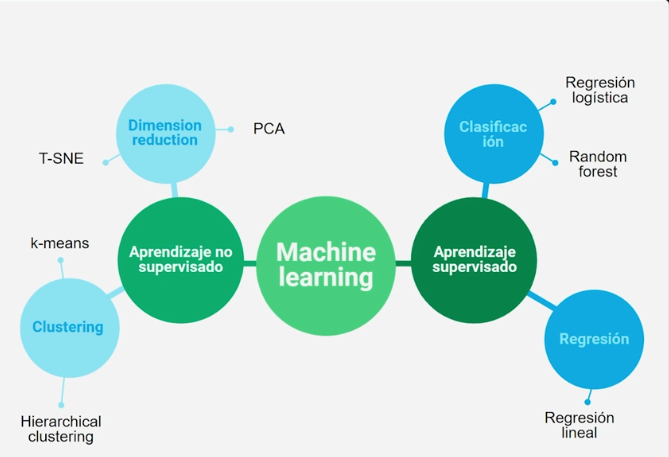 Regresión
logística
Dimension
reduction
PCA
Clasificac
ión
T-SNE
Random
forest
k-means
Aprendizaje no
supervisado
Machine
learning
Aprendizaje
supervisado
Clustering
Regresión
Hierarchical
clustering
Regresión
lineal